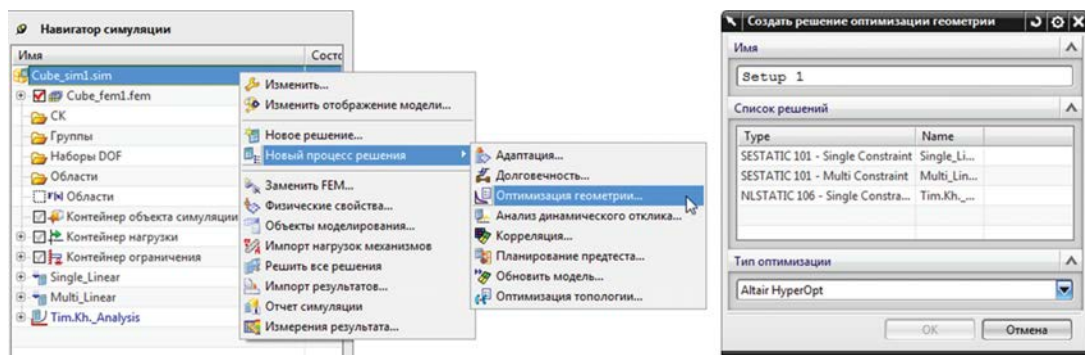 Навигатор симуляции
Имя Состо
Cube_sim1.sim
Cube_fem1.fem
СК
Группы
Наборы DOF
Области
Области
Контейнер объекта симуляции
Контейнер нагрузки
Контейнер ограничения
Single_Linear
Multi_Linear
Tim.Kh._Analysis
Изменить...
Изменить отображение модели...
Новое решение...
Новый процесс решения
Заменить FEM...
Физические свойства...
Объекты моделирования...
Импорт нагрузок механизмов
Решить все решения
Импорт результатов...
Отчет симуляции
Измерения результата...
Адаптация...
Долговечность...
Оптимизация геометрии...
Анализ динамического отклика...
Корреляция...
Планирование предтеста...
Обновить модель...
Оптимизация топологии...
Создать решение оптимизации геометрии
Имя
Setup 1
Список решений
Type Name
SESTATIC 101 - Single Constraint Single_Li...
SESTATIC 101 - Multi Constraint Multi_Lin...
NLSTATIC 106 - Single Constra... Tim.Kh._...
Тип оптимизации
Altair HyperOpt
OK Отмена